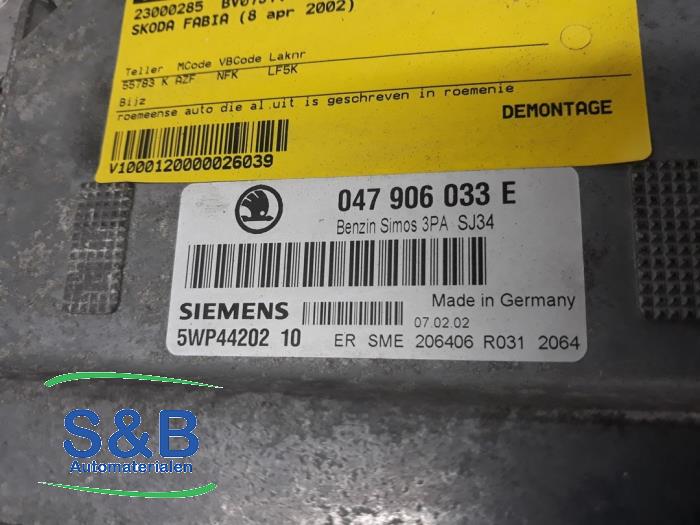 23000285
SKODA FABIA (8 apr 2002)
Teller MCode VBCode Laknr
55783 K AZF NFK LF5K
Bijz
roemeense auto die al uit is geschreven in roemenie
DEMONTAGE
V1000120000026039
047 906 033 E
Benzin Simos 3PA SJ34
Made in Germany
SIEMENS
07.02.02
5WP44202 10
ER SME 206406 R031 2064
S&B
Automaterialen